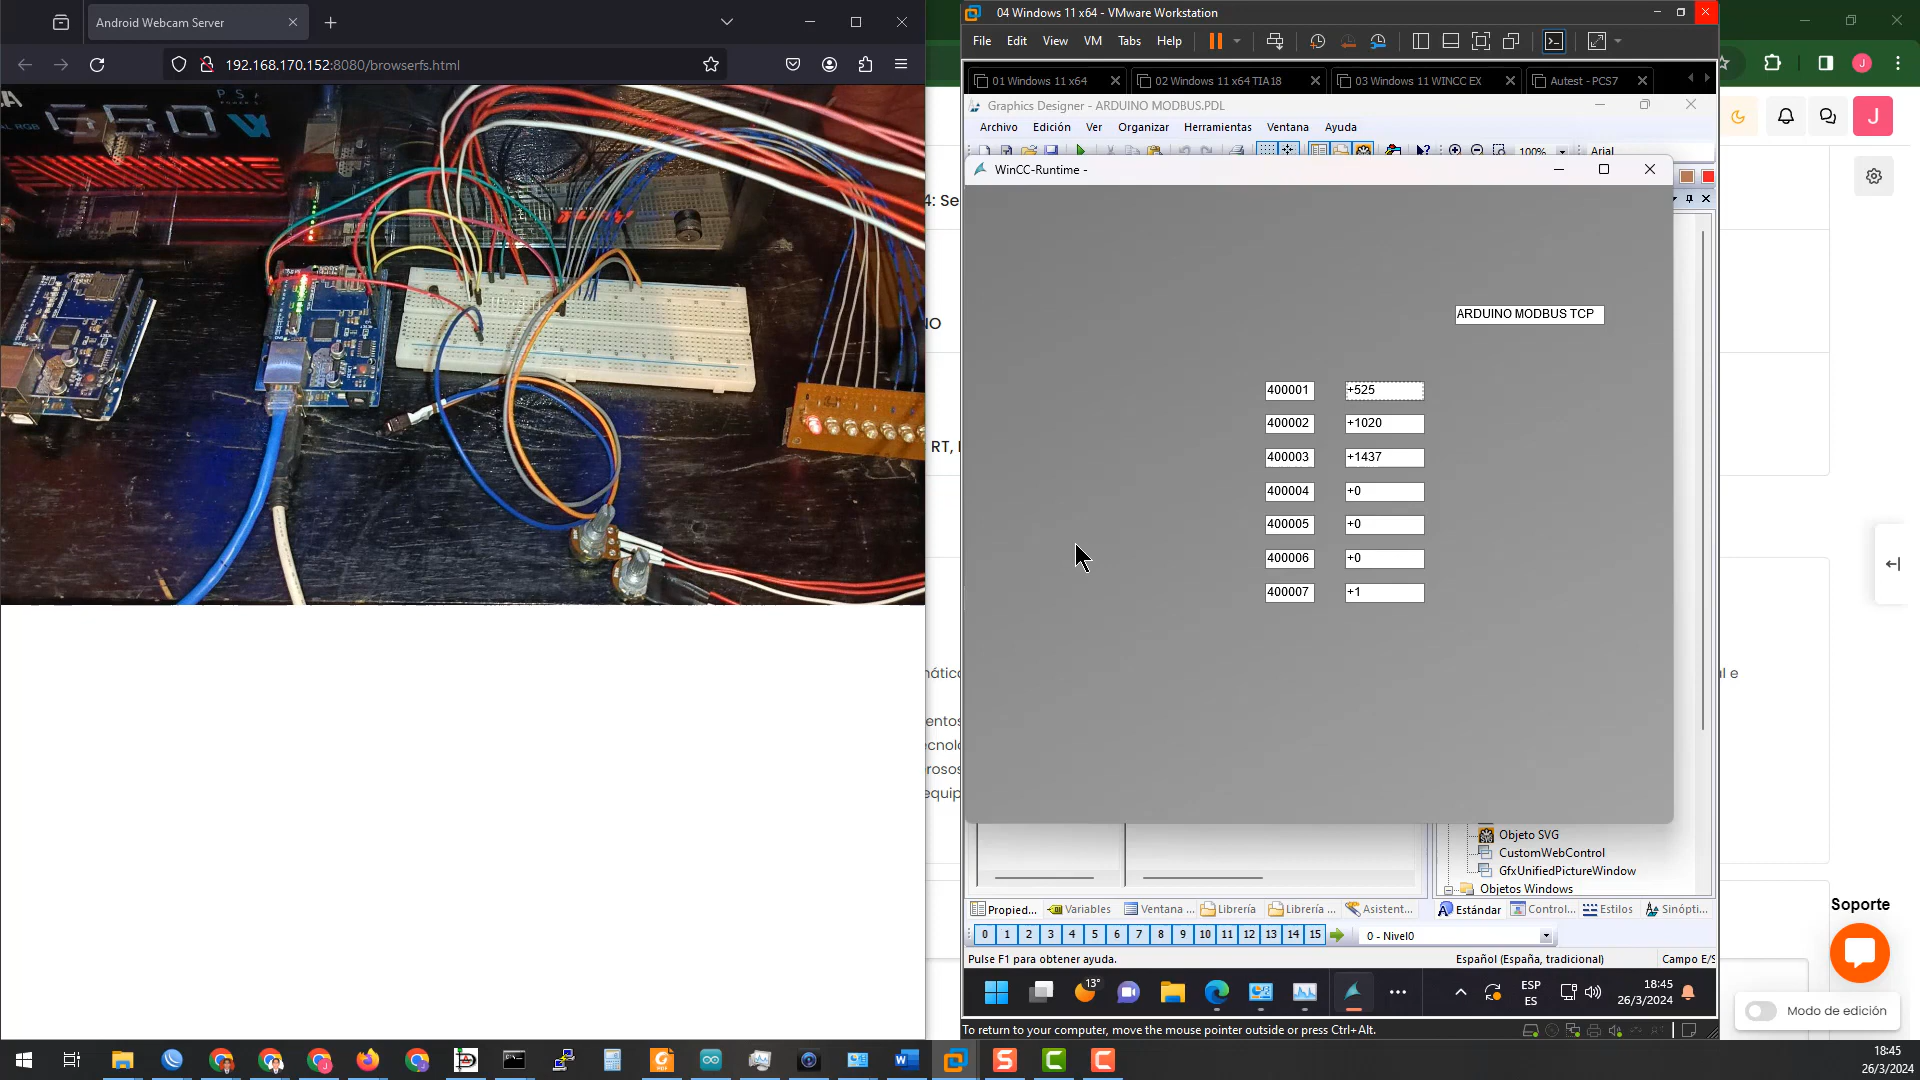 Android Webcam Server
192.168.170.152:8080/browserfs.html
650
04 Windows 11 x64 - VMware Workstation
File Edit View VM Tabs Help
01 Windows 11 x64
02 Windows 11 x64 TIA18
03 Windows 11 WINCC EX
Autest - PCS7
Graphics Designer - ARDUINO MODBUS.PDL
Archivo Edición Ver Organizar Herramientas Ventana Ayuda
100%
Arial
WinCC-Runtime -
ARDUINO MODBUS TCP
400001 +525
400002 +1020
400003 +1437
400004 +0
400005 +0
400006 +0
400007 +1
Objeto SVG
CustomWebControl
GfxUnifiedPictureWindow
Objetos Windows
Propied... Variables Ventana ... Librería Librería ... Asistent...
Estándar Control... Estilos Sinópti...
0 1 2 3 4 5 6 7 8 9 10 11 12 13 14 15
0 - Nivel0
Pulse F1 para obtener ayuda.
Español (España, tradicional)
Campo E/S
13°
ESP
ES
18:45
26/3/2024
To return to your computer, move the mouse pointer outside or press Ctrl+Alt.
J
J
4: Se
NO
RT, I
Soporte
Modo de edición
18:45
26/3/2024